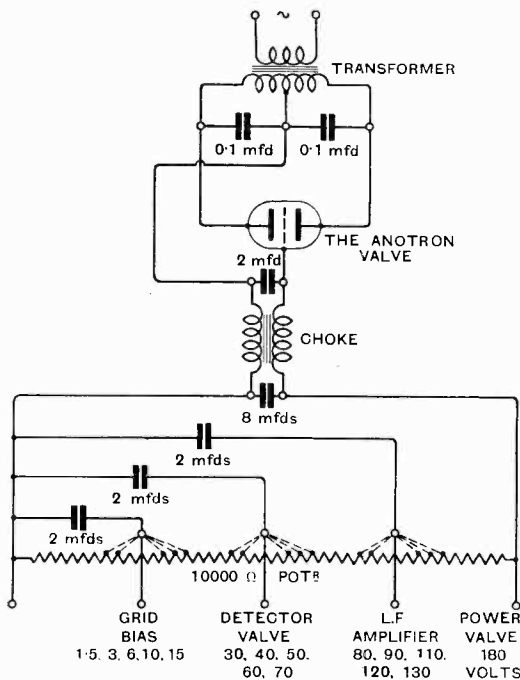 ~
TRANSFORMER
0·1 mfd
0·1 mfd
THE ANOTRON
VALVE
2 mfd
CHOKE
8 mfds
2 mfds
2 mfds
2 mfds
10000 Ω POTR
GRID
BIAS
1·5, 3, 6,10, 15
DETECTOR
VALVE
30, 40, 50.
60, 70
L.F
AMPLIFIER
80, 90, 110.
120, 130
POWER
VALVE
180
VOLTS